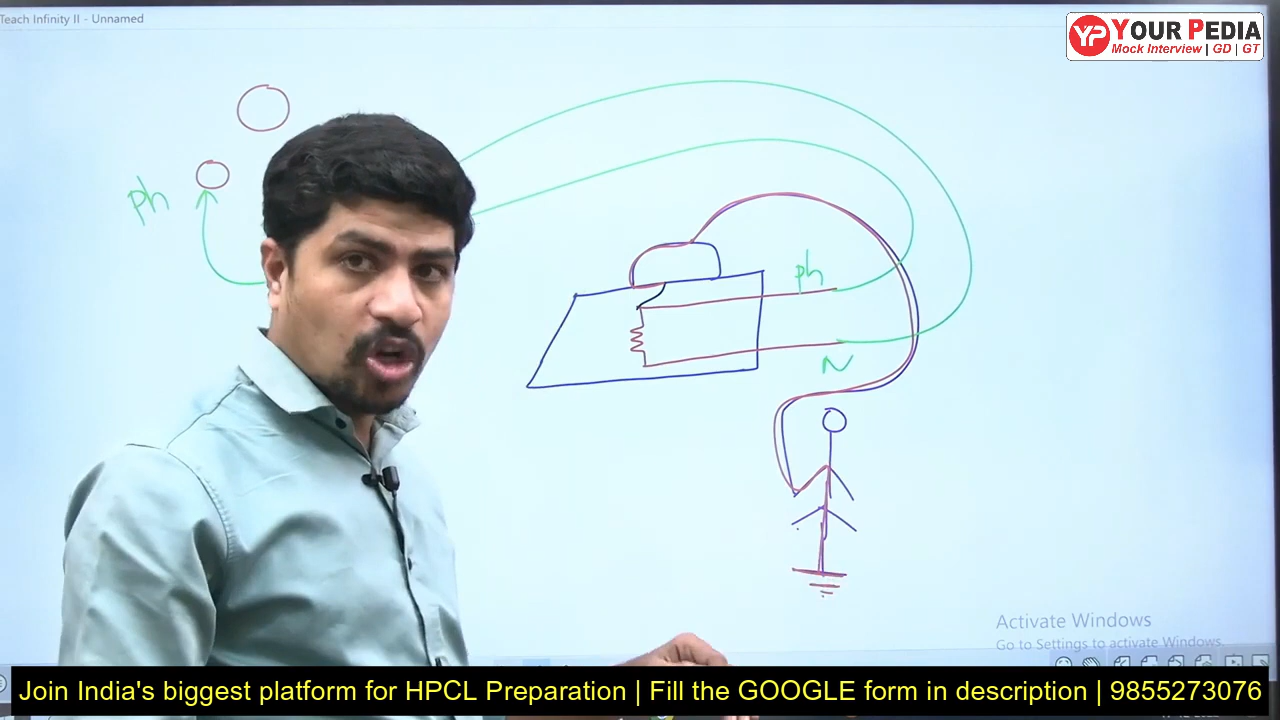 Teach Infinity II - Unnamed
YP YOUR PEDIA
Mock Interview | GD | GT
ph
ph
N
Activate Windows
Go to Settings to activate Windows.
Join India's biggest platform for HPCL Preparation | Fill the GOOGLE form in description | 9855273076